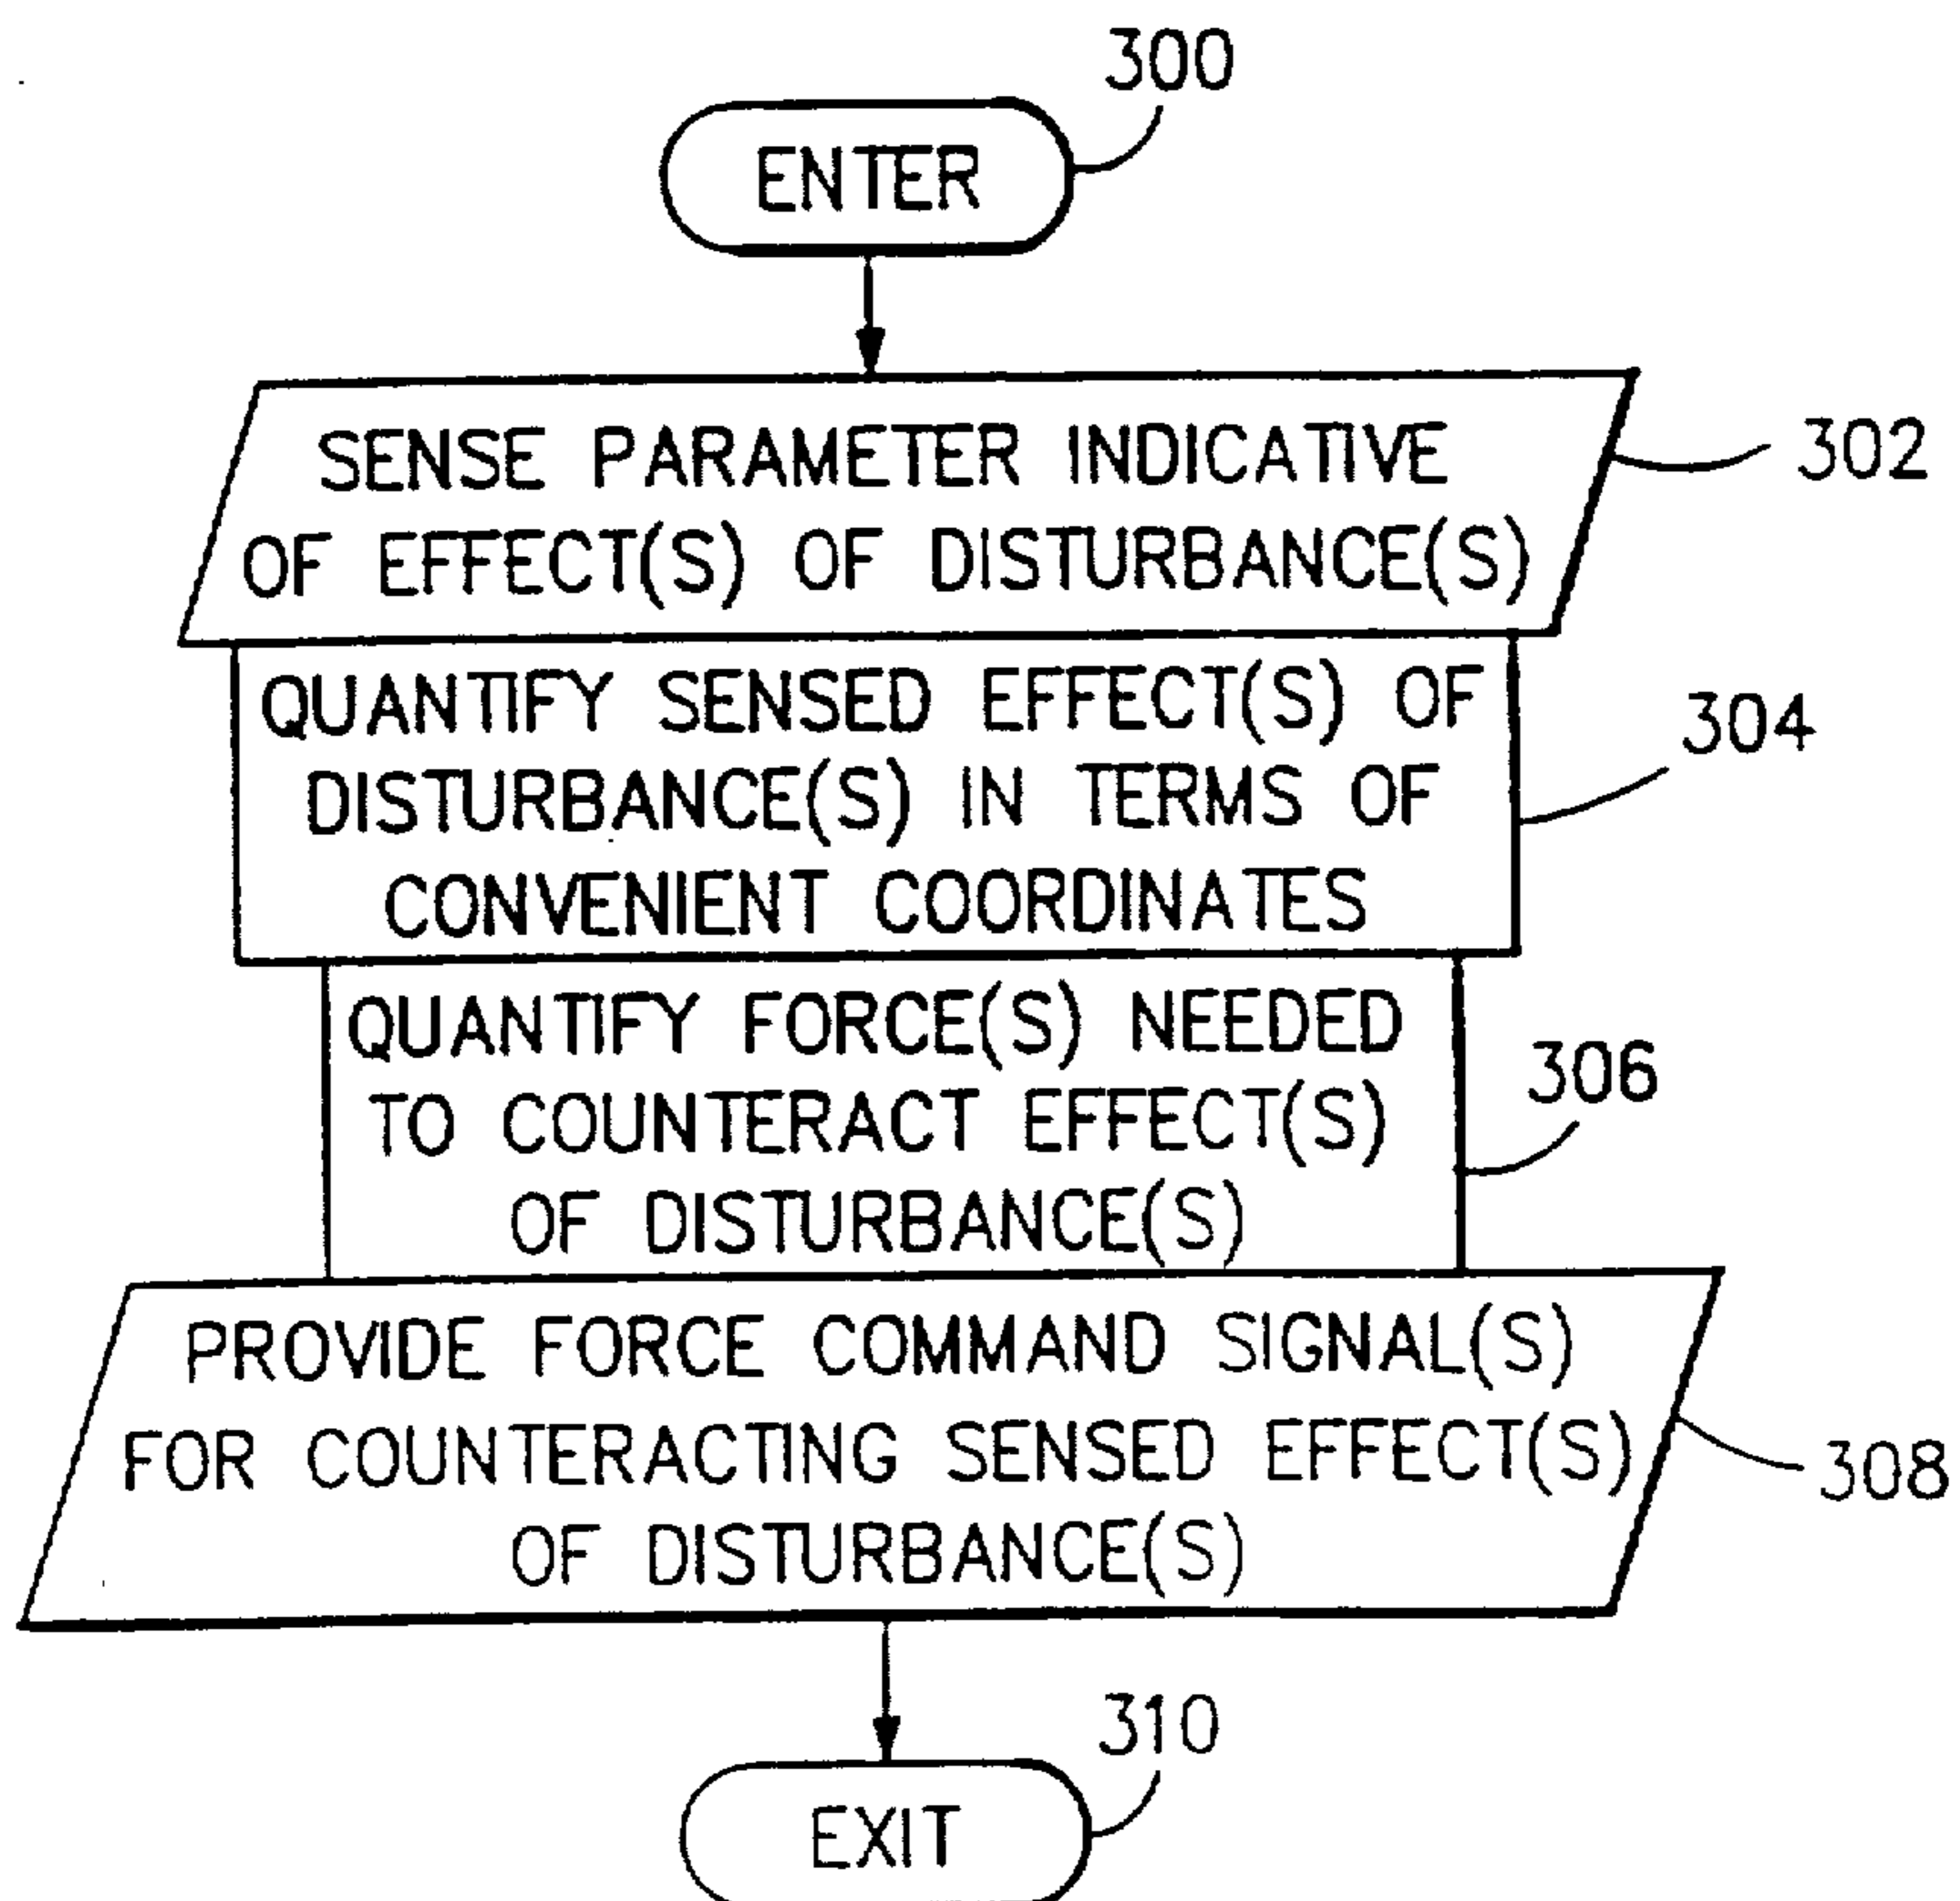 300
ENTER
SENSE PARAMETER INDICATIVE
OF EFFECT(S) OF DISTURBANCE(S)
302
QUANTIFY SENSED EFFECT(S) OF
DISTURBANCE(S) IN TERMS OF
CONVENIENT COORDINATES
304
QUANTIFY FORCE(S) NEEDED
TO COUNTERACT EFFECT(S)
OF DISTURBANCE(S)
306
PROVIDE FORCE COMMAND SIGNAL(S)
FOR COUNTERACTING SENSED EFFECT(S)
OF DISTURBANCE(S)
308
310
EXIT